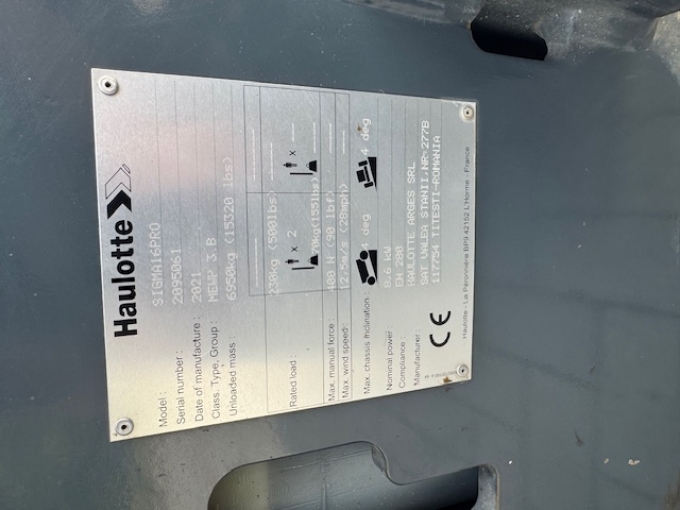 Haulotte
Model : SIGMA16PRO
Serial number : 2095061
Date of manufacture : 2021
Class. Type, Group : MEWP 3 B
Unloaded mass : 6950kg (15320 lbs)
230kg (500lbs)
Rated load : x 2 70kg (155lbs) x
Max. manual force : 400 N (90 lbf)
Max. wind speed : 12,5m/s (28mph)
Max. chassis inclination : 4 deg 4 deg
Nominal power 8,6 kW
Compliance : EN 280
Manufacturer HAULOTTE ARGES SRL
SAT VALEA STANII,NR 277B
117754 TITESTI-ROMANIA
CE
Haulotte - La Péronnière BP9 42152 L'Horme - France